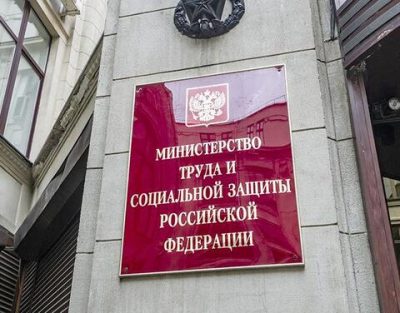 МИНИСТЕРСТВО
ТРУДА И
СОЦИАЛЬНОЙ ЗАЩИТЫ
РОССИЙСКОЙ
ФЕДЕРАЦИИ